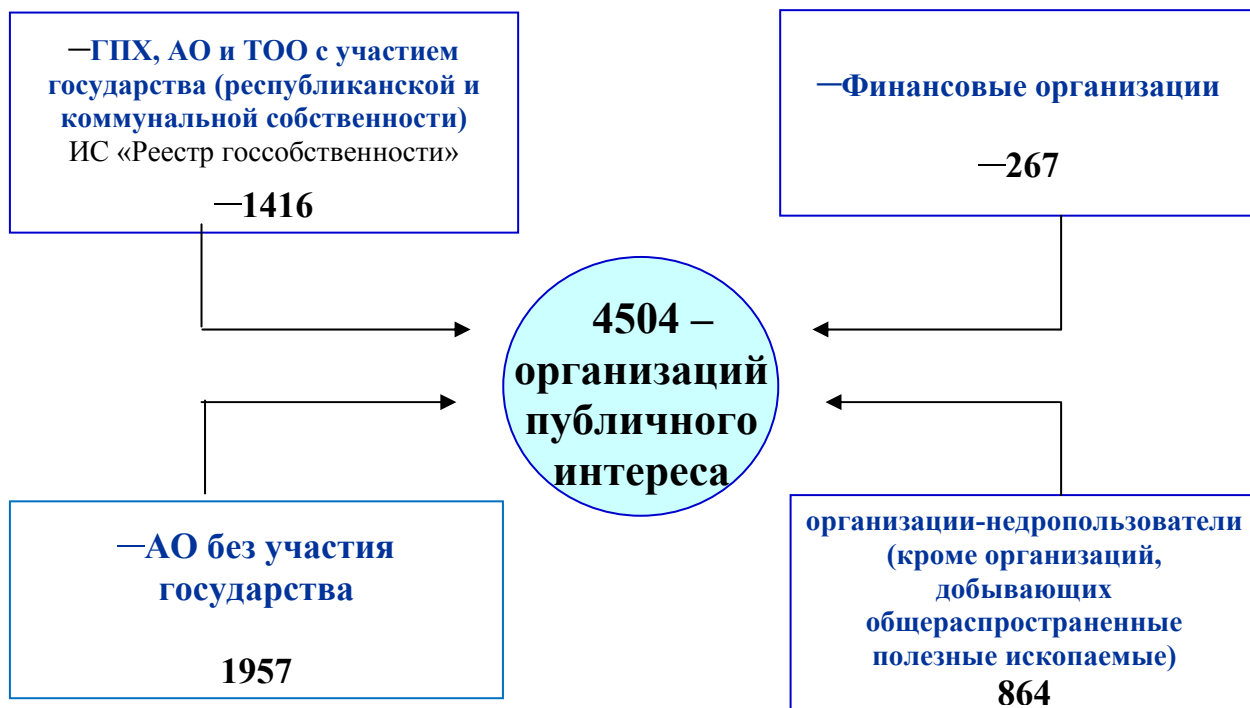 —ГПХ, АО и ТОО с участием
государства (республиканской и
коммунальной собственности)
ИС «Реестр госсобственности»
—1416
—Финансовые организации
—267
4504 –
организаций
публичного
интереса
—АО без участия
государства
1957
организации-недропользователи
(кроме организаций,
добывающих
общераспространенные
полезные ископаемые)
864